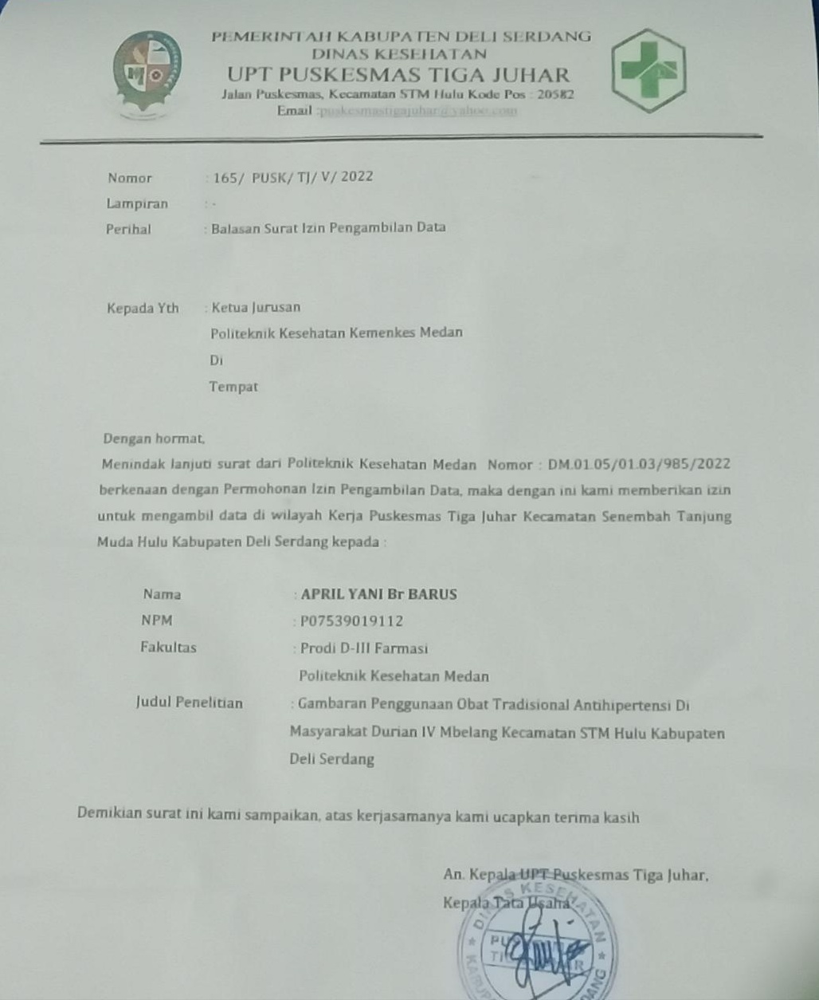 PEMERINTAH KABUPATEN DELI SERDANG
DINAS KESEHATAN
UPT PUSKESMAS TIGA JUHAR
Jalan Puskesmas, Kecamatan STM Hulu Kode Pos : 20582
Email :puskesmastigajuhar@yahoo.com
Nomor : 165/ PUSK/ TJ/ V/ 2022
Lampiran : -
Perihal : Balasan Surat Izin Pengambilan Data
Kepada Yth : Ketua Jurusan
Politeknik Kesehatan Kemenkes Medan
Di
Tempat
Dengan hormat,
Menindak lanjuti surat dari Politeknik Kesehatan Medan Nomor : DM.01.05/01.03/985/2022
berkenaan dengan Permohonan Izin Pengambilan Data, maka dengan ini kami memberikan izin
untuk mengambil data di wilayah Kerja Puskesmas Tiga Juhar Kecamatan Senembah Tanjung
Muda Hulu Kabupaten Deli Serdang kepada :
Nama : APRIL YANI Br BARUS
NPM : P07539019112
Fakultas : Prodi D-III Farmasi
Politeknik Kesehatan Medan
Judul Penelitian : Gambaran Penggunaan Obat Tradisional Antihipertensi Di
Masyarakat Durian IV Mbelang Kecamatan STM Hulu Kabupaten
Deli Serdang
Demikian surat ini kami sampaikan, atas kerjasamanya kami ucapkan terima kasih
An. Kepala UPT Puskesmas Tiga Juhar,
Kepala Tata Usaha
DINAS KESEHATAN